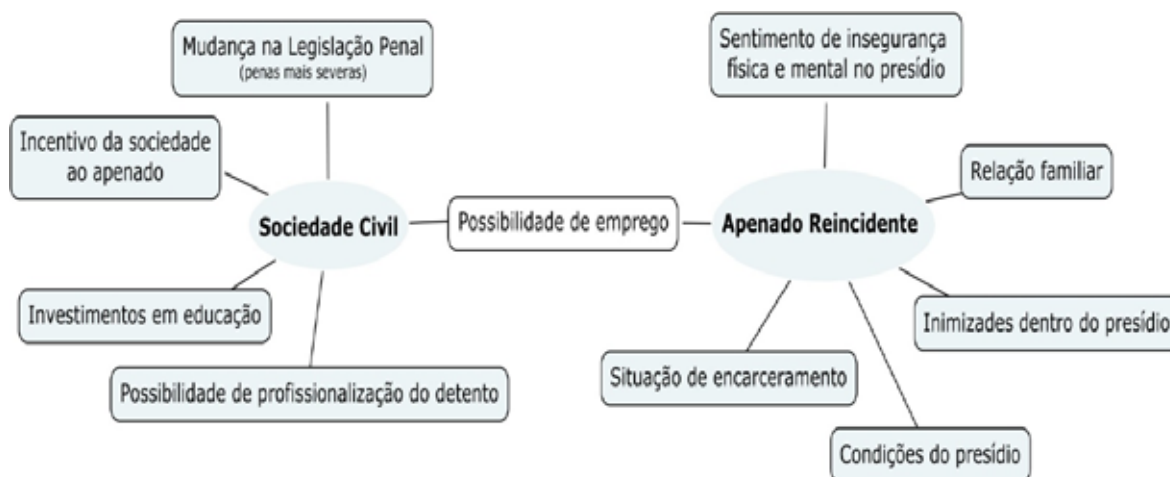 Mudança na Legislação Penal
(penas mais severas)
Sentimento de insegurança
física e mental no presídio
Incentivo da sociedade
ao apenado
Relação familiar
Sociedade Civil
Possibilidade de emprego
Apenado Reincidente
Investimentos em educação
Inimizades dentro do presídio
Possibilidade de profissionalização do detento
Situação de encarceramento
Condições do presídio